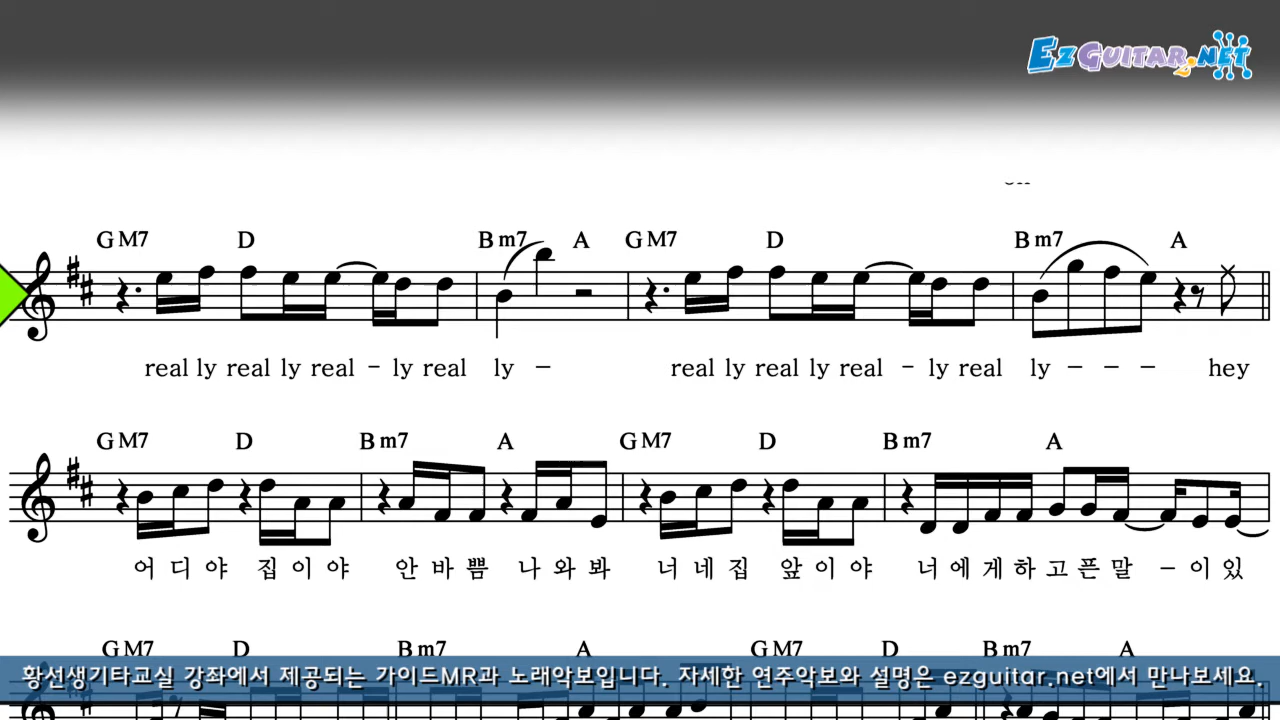 EZGUITAR.NET
GM7 D Bm7 A GM7 D Bm7 A
real ly real ly real - ly real ly - real ly real ly real - ly real ly - - - hey
GM7 D Bm7 A GM7 D Bm7 A
어 디 야 집 이 야 안 바 쁨 나 와 봐 너 네 집 앞 이 야 너 에 게 하 고 픈 말 - 이 있
GM7 D Bm7 A GM7 D Bm7 A
황선생기타교실 강좌에서 제공되는 가이드MR과 노래악보입니다. 자세한 연주악보와 설명은 ezguitar.net에서 만나보세요.